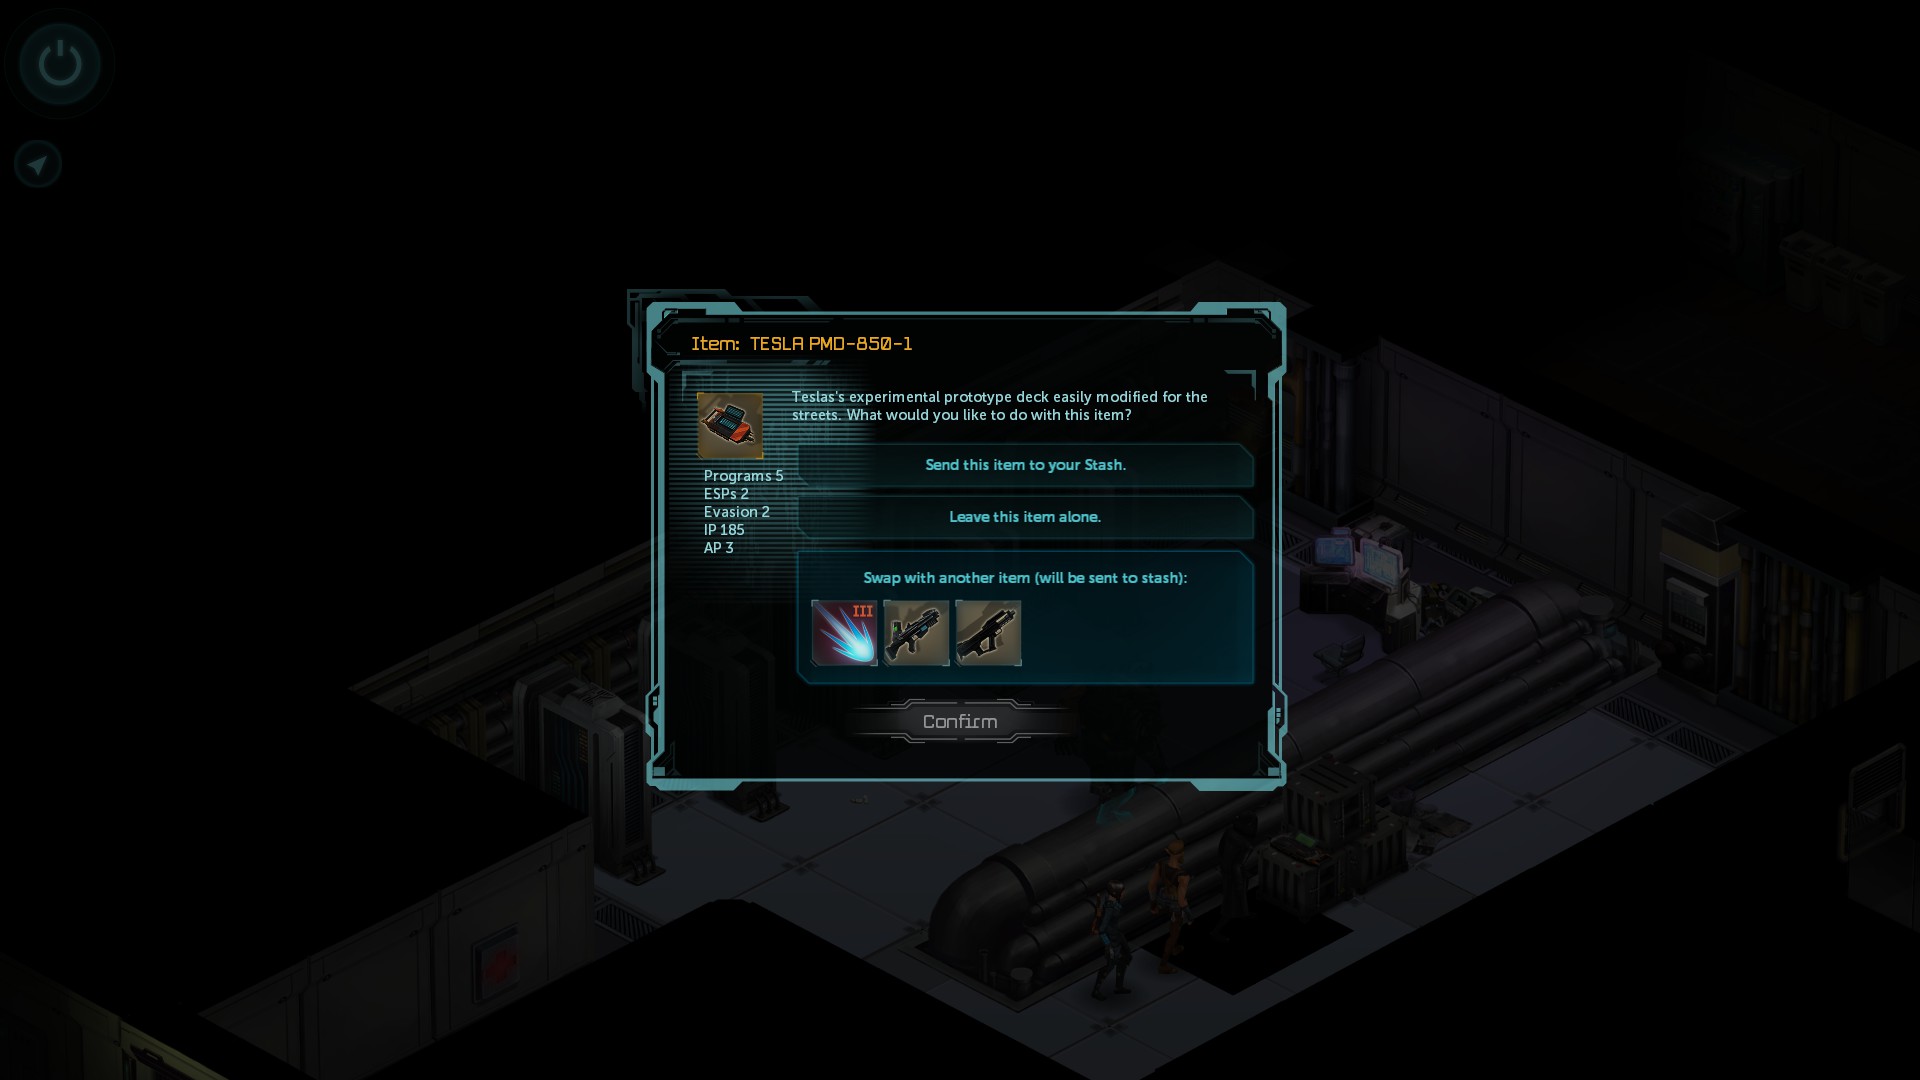 Item: TESLA PMD-850-1
Teslas's experimental prototype deck easily modified for the
streets. What would you like to do with this item?
Programs 5
ESPs 2
Evasion 2
IP 185
AP 3
Send this item to your Stash.
Leave this item alone.
Swap with another item (will be sent to stash):
III
Confirm